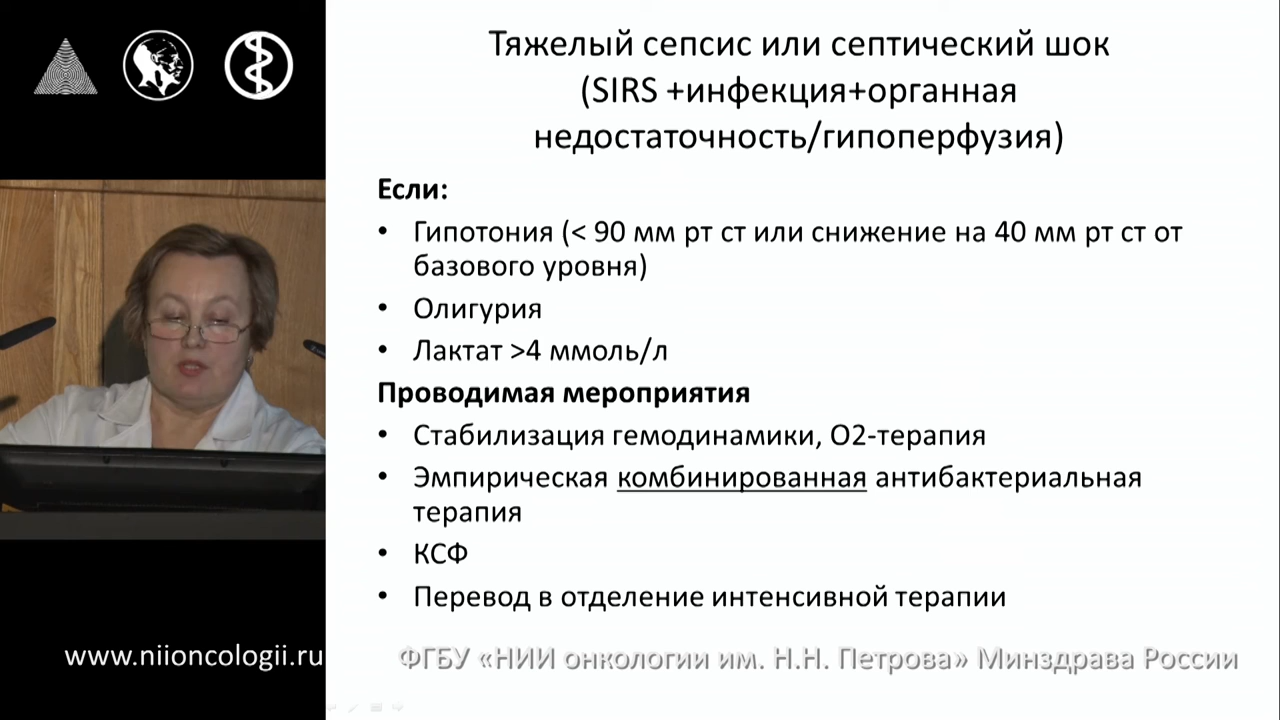 Тяжелый сепсис или септический шок
(SIRS +инфекция+органная
недостаточность/гипоперфузия)
Если:
• Гипотония (< 90 мм рт ст или снижение на 40 мм рт ст от
базового уровня)
• Олигурия
• Лактат >4 ммоль/л
Проводимая мероприятия
• Стабилизация гемодинамики, О2-терапия
• Эмпирическая комбинированная антибактериальная
терапия
• КСФ
• Перевод в отделение интенсивной терапии
www.niioncologii.ru
ФГБУ «НИИ онкологии им. Н.Н. Петрова» Минздрава России